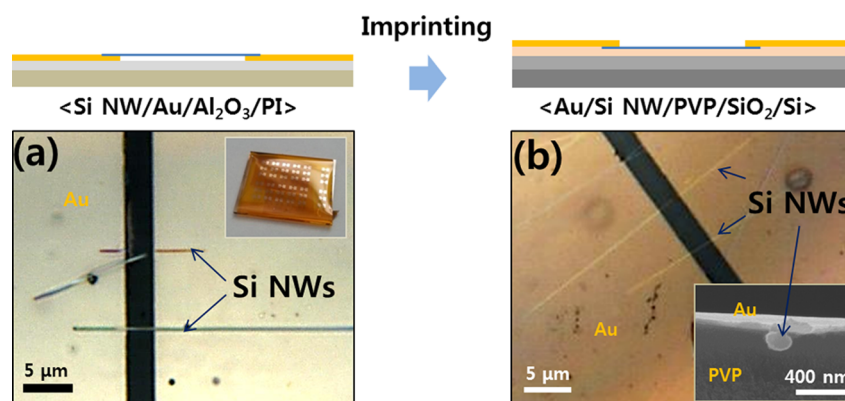 Imprinting
<Si NW/Au/Al₂O₃/PI>
<Au/Si NW/PVP/SiO₂/Si>
(a)
Au
Si NWs
5 μm
(b)
Si NWs
Au
5 μm
Au
PVP
400 nm